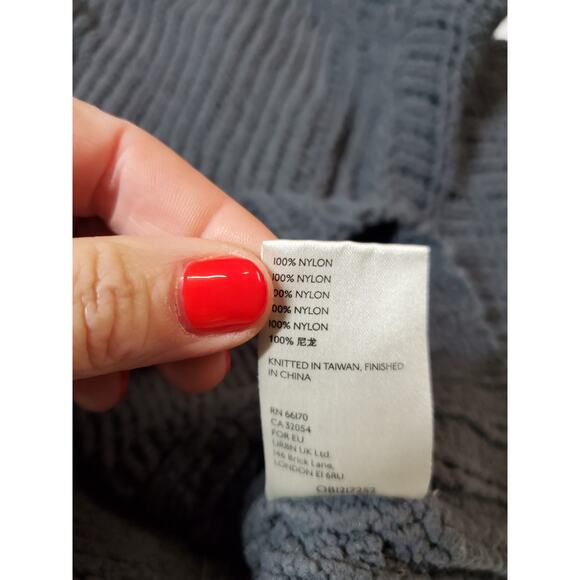 100% NYLON
100% NYLON
00% NYLON
00% NYLON
100% NYLON
100% 尼龙
KNITTED IN TAIWAN, FINISHED
IN CHINA
RN 66170
CA 32054
FOR EU
URBN UK Ltd.
146 Brick Lane,
LONDON E1 6RU